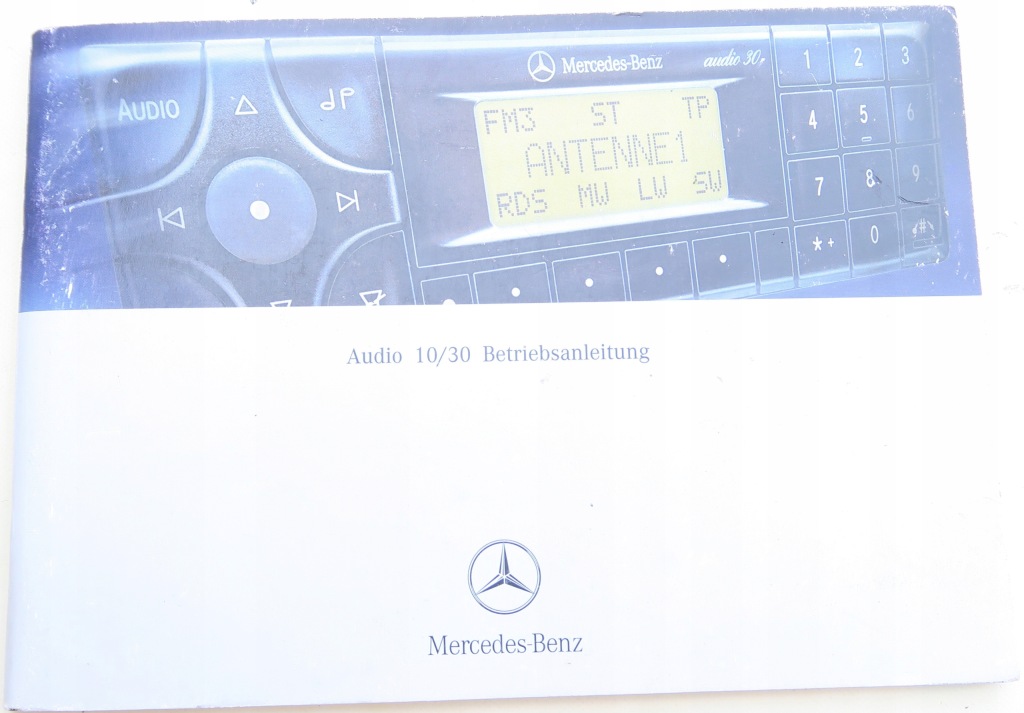 AUDIO
Mercedes-Benz audio 30
FM3 ST TP
ANTENNE1
RDS MW LW SW
1 2 3
4 5 6
7 8 9
*+ 0 #
Audio 10/30 Betriebsanleitung
Mercedes-Benz